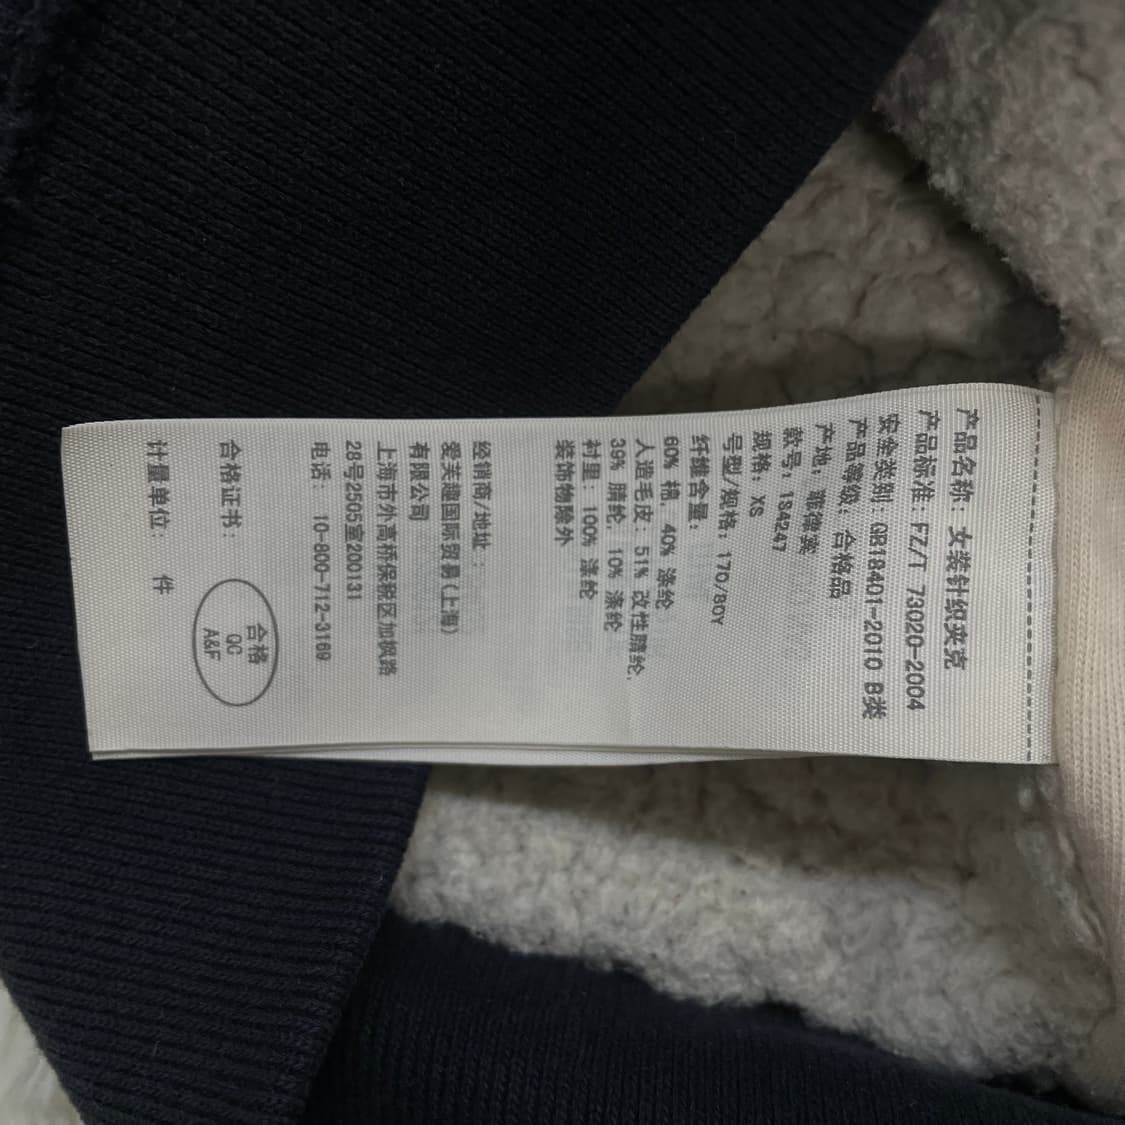 产品名称: 女装针织夹克
产品标准: FZ/T 73020-2004
安全类别: GB18401-2010 B类
产品等级: 合格品
产地: 菲律宾
款号: 184247
规格: XS
号型/规格: 170/80Y
纤维含量:
60% 棉, 40% 涤纶
人造毛皮: 51% 改性腈纶,
39% 腈纶, 10% 涤纶
衬里: 100% 涤纶
装饰物除外
经销商/地址:
爱芙趣国际贸易(上海)
有限公司
上海市外高桥保税区加枫路
28号2505室200131
电话: 10-800-712-3169
合格证书:
合格
QC
A&F
计量单位: 件